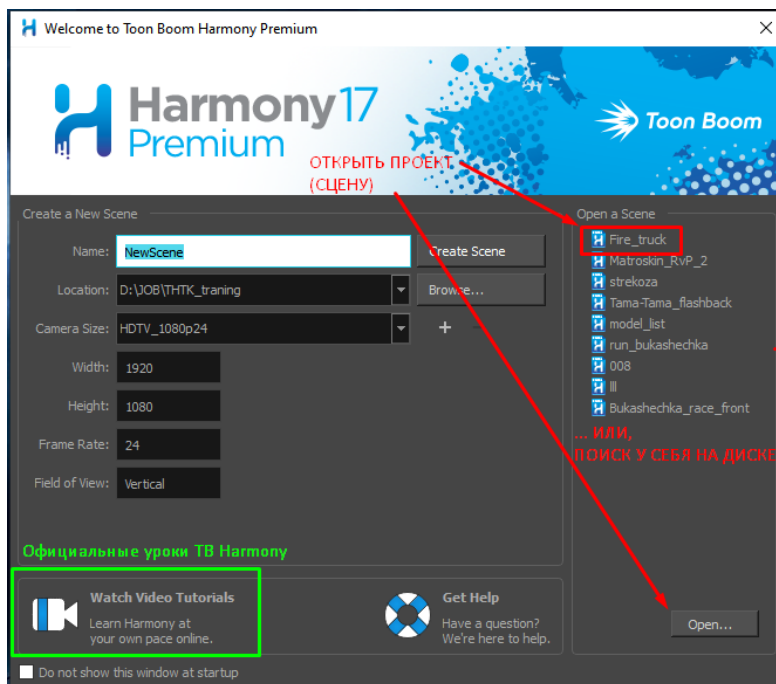 Welcome to Toon Boom Harmony Premium
Harmony 17
Premium
Toon Boom
ОТКРЫТЬ ПРОЕКТ
(СЦЕНУ)
Create a New Scene
Name:
NewScene
Create Scene
Location:
D:\JOB\THTK_traning
Browse...
Camera Size:
HDTV_1080p24
Width:
1920
Height:
1080
Frame Rate:
24
Field of View:
Vertical
Open a Scene
Fire_truck
Matroskin_RvP_2
strekoza
Tama-Tama_flashback
model_list
run_bukashechka
008
lll
Bukashechka_race_front
... ИЛИ,
ПОИСК У СЕБЯ НА ДИСКЕ
Официальные уроки ТВ Harmony
Watch Video Tutorials
Learn Harmony at
your own pace online.
Get Help
Have a question?
We're here to help.
Open...
Do not show this window at startup